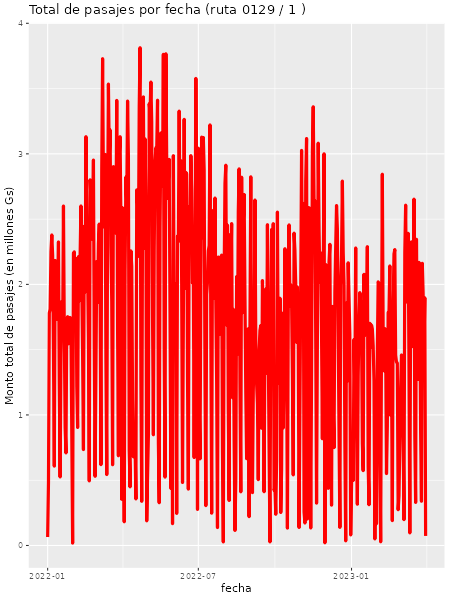 Total de pasajes por fecha (ruta 0129 / 1 )
Monto total de pasajes (en millones Gs)
4
3
2
1
0
2022-01
2022-07
2023-01
fecha